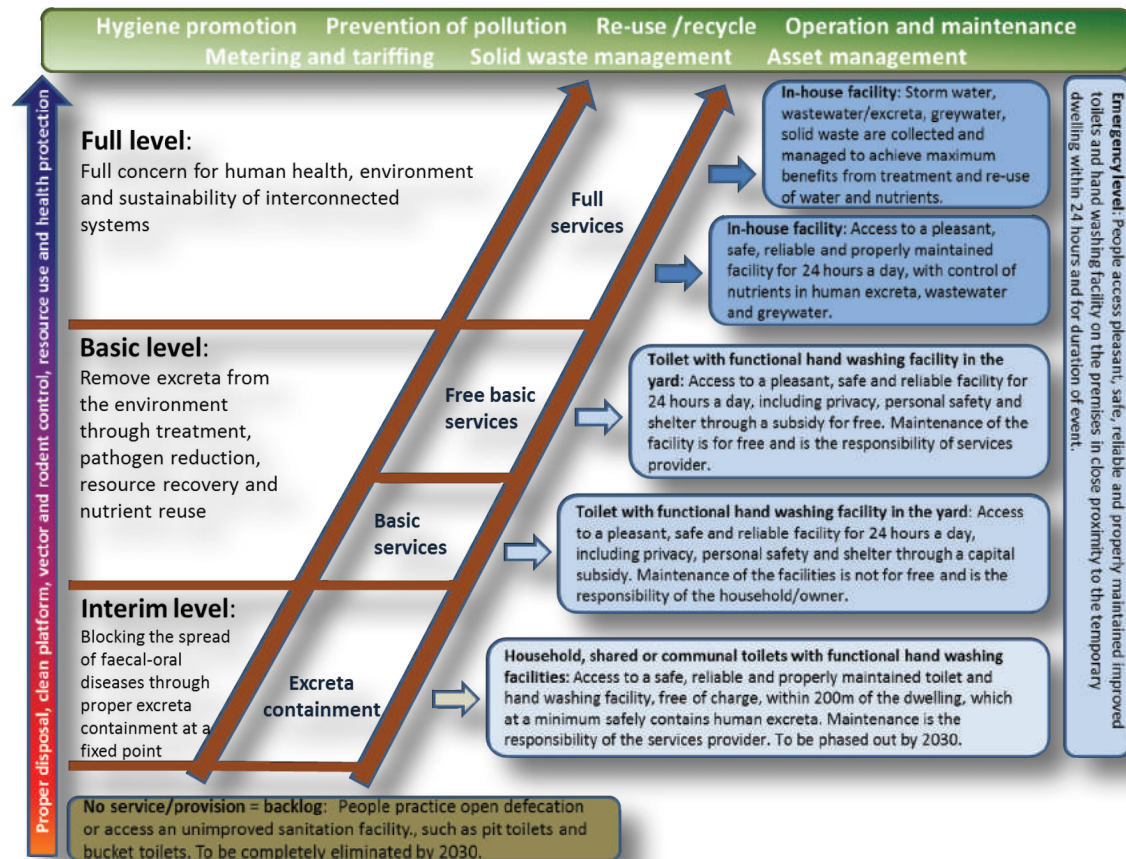 Hygiene promotion Prevention of pollution Re-use /recycle Operation and maintenance
Metering and tariffing Solid waste management Asset management
Proper disposal, clean platform, vector and rodent control, resource use and health protection
Full level:
Full concern for human health, environment
and sustainability of interconnected
systems
Full
services
In-house facility: Storm water,
wastewater/excreta, greywater,
solid waste are collected and
managed to achieve maximum
benefits from treatment and re-use
of water and nutrients.
In-house facility: Access to a pleasant,
safe, reliable and properly maintained
facility for 24 hours a day, with control of
nutrients in human excreta, wastewater
and greywater.
Basic level:
Remove excreta from
the environment
through treatment,
pathogen reduction,
resource recovery and
nutrient reuse
Free basic
services
Toilet with functional hand washing facility in the
yard: Access to a pleasant, safe and reliable facility for
24 hours a day, including privacy, personal safety and
shelter through a subsidy for free. Maintenance of the
facility is for free and is the responsibility of services
provider.
Basic
services
Toilet with functional hand washing facility in the yard: Access
to a pleasant, safe and reliable facility for 24 hours a day,
including privacy, personal safety and shelter through a capital
subsidy. Maintenance of the facilities is not for free and is the
responsibility of the household/owner.
Interim level:
Blocking the spread
of faecal-oral
diseases through
proper excreta
containment at a
fixed point
Excreta
containment
Household, shared or communal toilets with functional hand washing
facilities: Access to a safe, reliable and properly maintained toilet and
hand washing facility, free of charge, within 200m of the dwelling, which
at a minimum safely contains human excreta. Maintenance is the
responsibility of the services provider. To be phased out by 2030.
No service/provision = backlog: People practice open defecation
or access an unimproved sanitation facility., such as pit toilets and
bucket toilets. To be completely eliminated by 2030.
Emergency level: People access pleasant, safe, reliable and properly maintained improved
toilets and hand washing facility on the premises in close proximity to the temporary
dwelling within 24 hours and for duration of event.